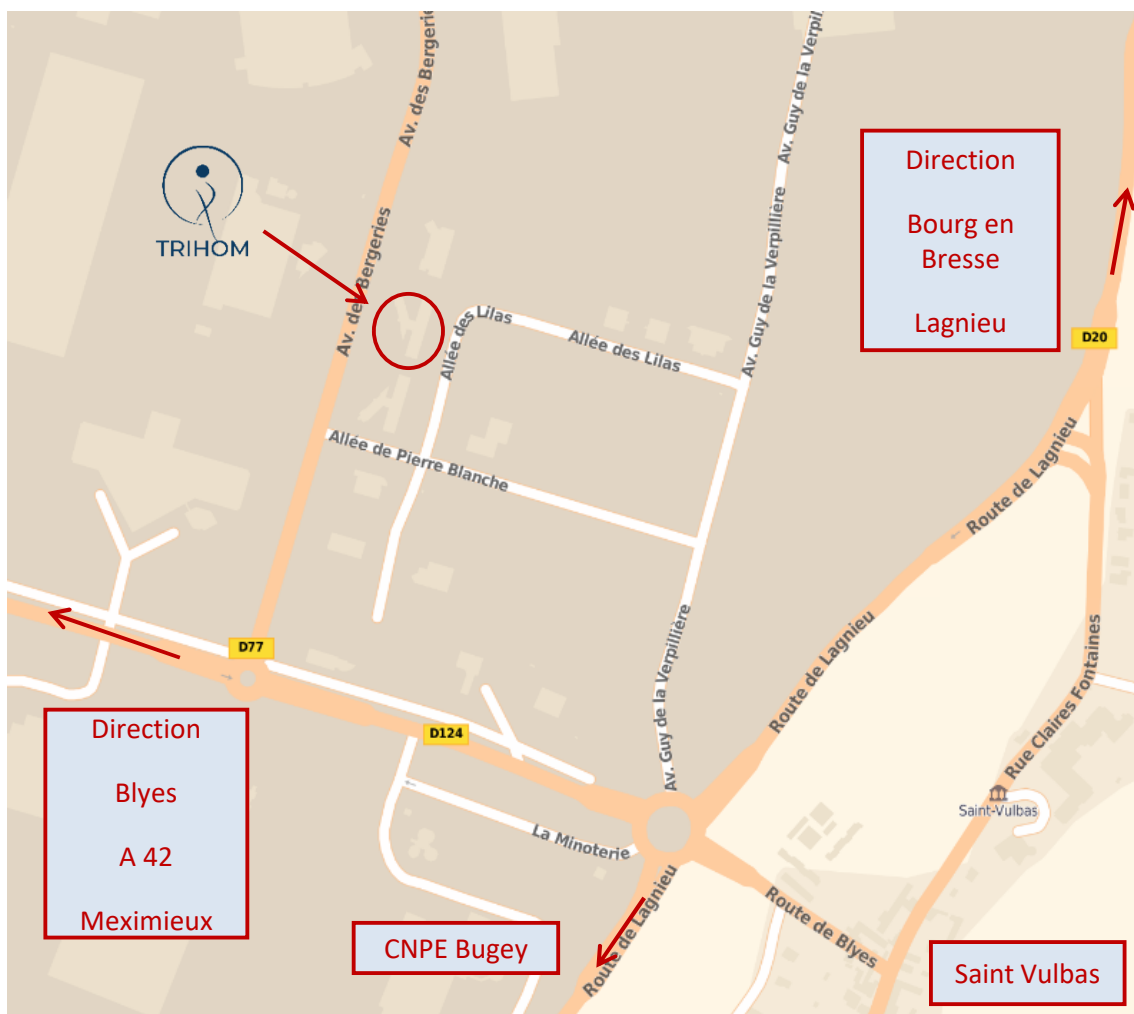 Av. des Bergeries
Av. Guy de la Verpill
Av. des Bergeries
Av. Guy de la Verpillière
TRIHOM
Direction
Bourg en
Bresse
Lagnieu
Allée des Lilas
Allée des Lilas
D20
Allée de Pierre Blanche
Route de Lagnieu
D77
Av. Guy de la Verpillière
Route de Lagnieu
Rue Claires Fontaines
D124
Direction
Blyes
A 42
Meximieux
La Minoterie
Saint-Vulbas
Route de Lagnieu
Route de Blyes
CNPE Bugey
Saint Vulbas